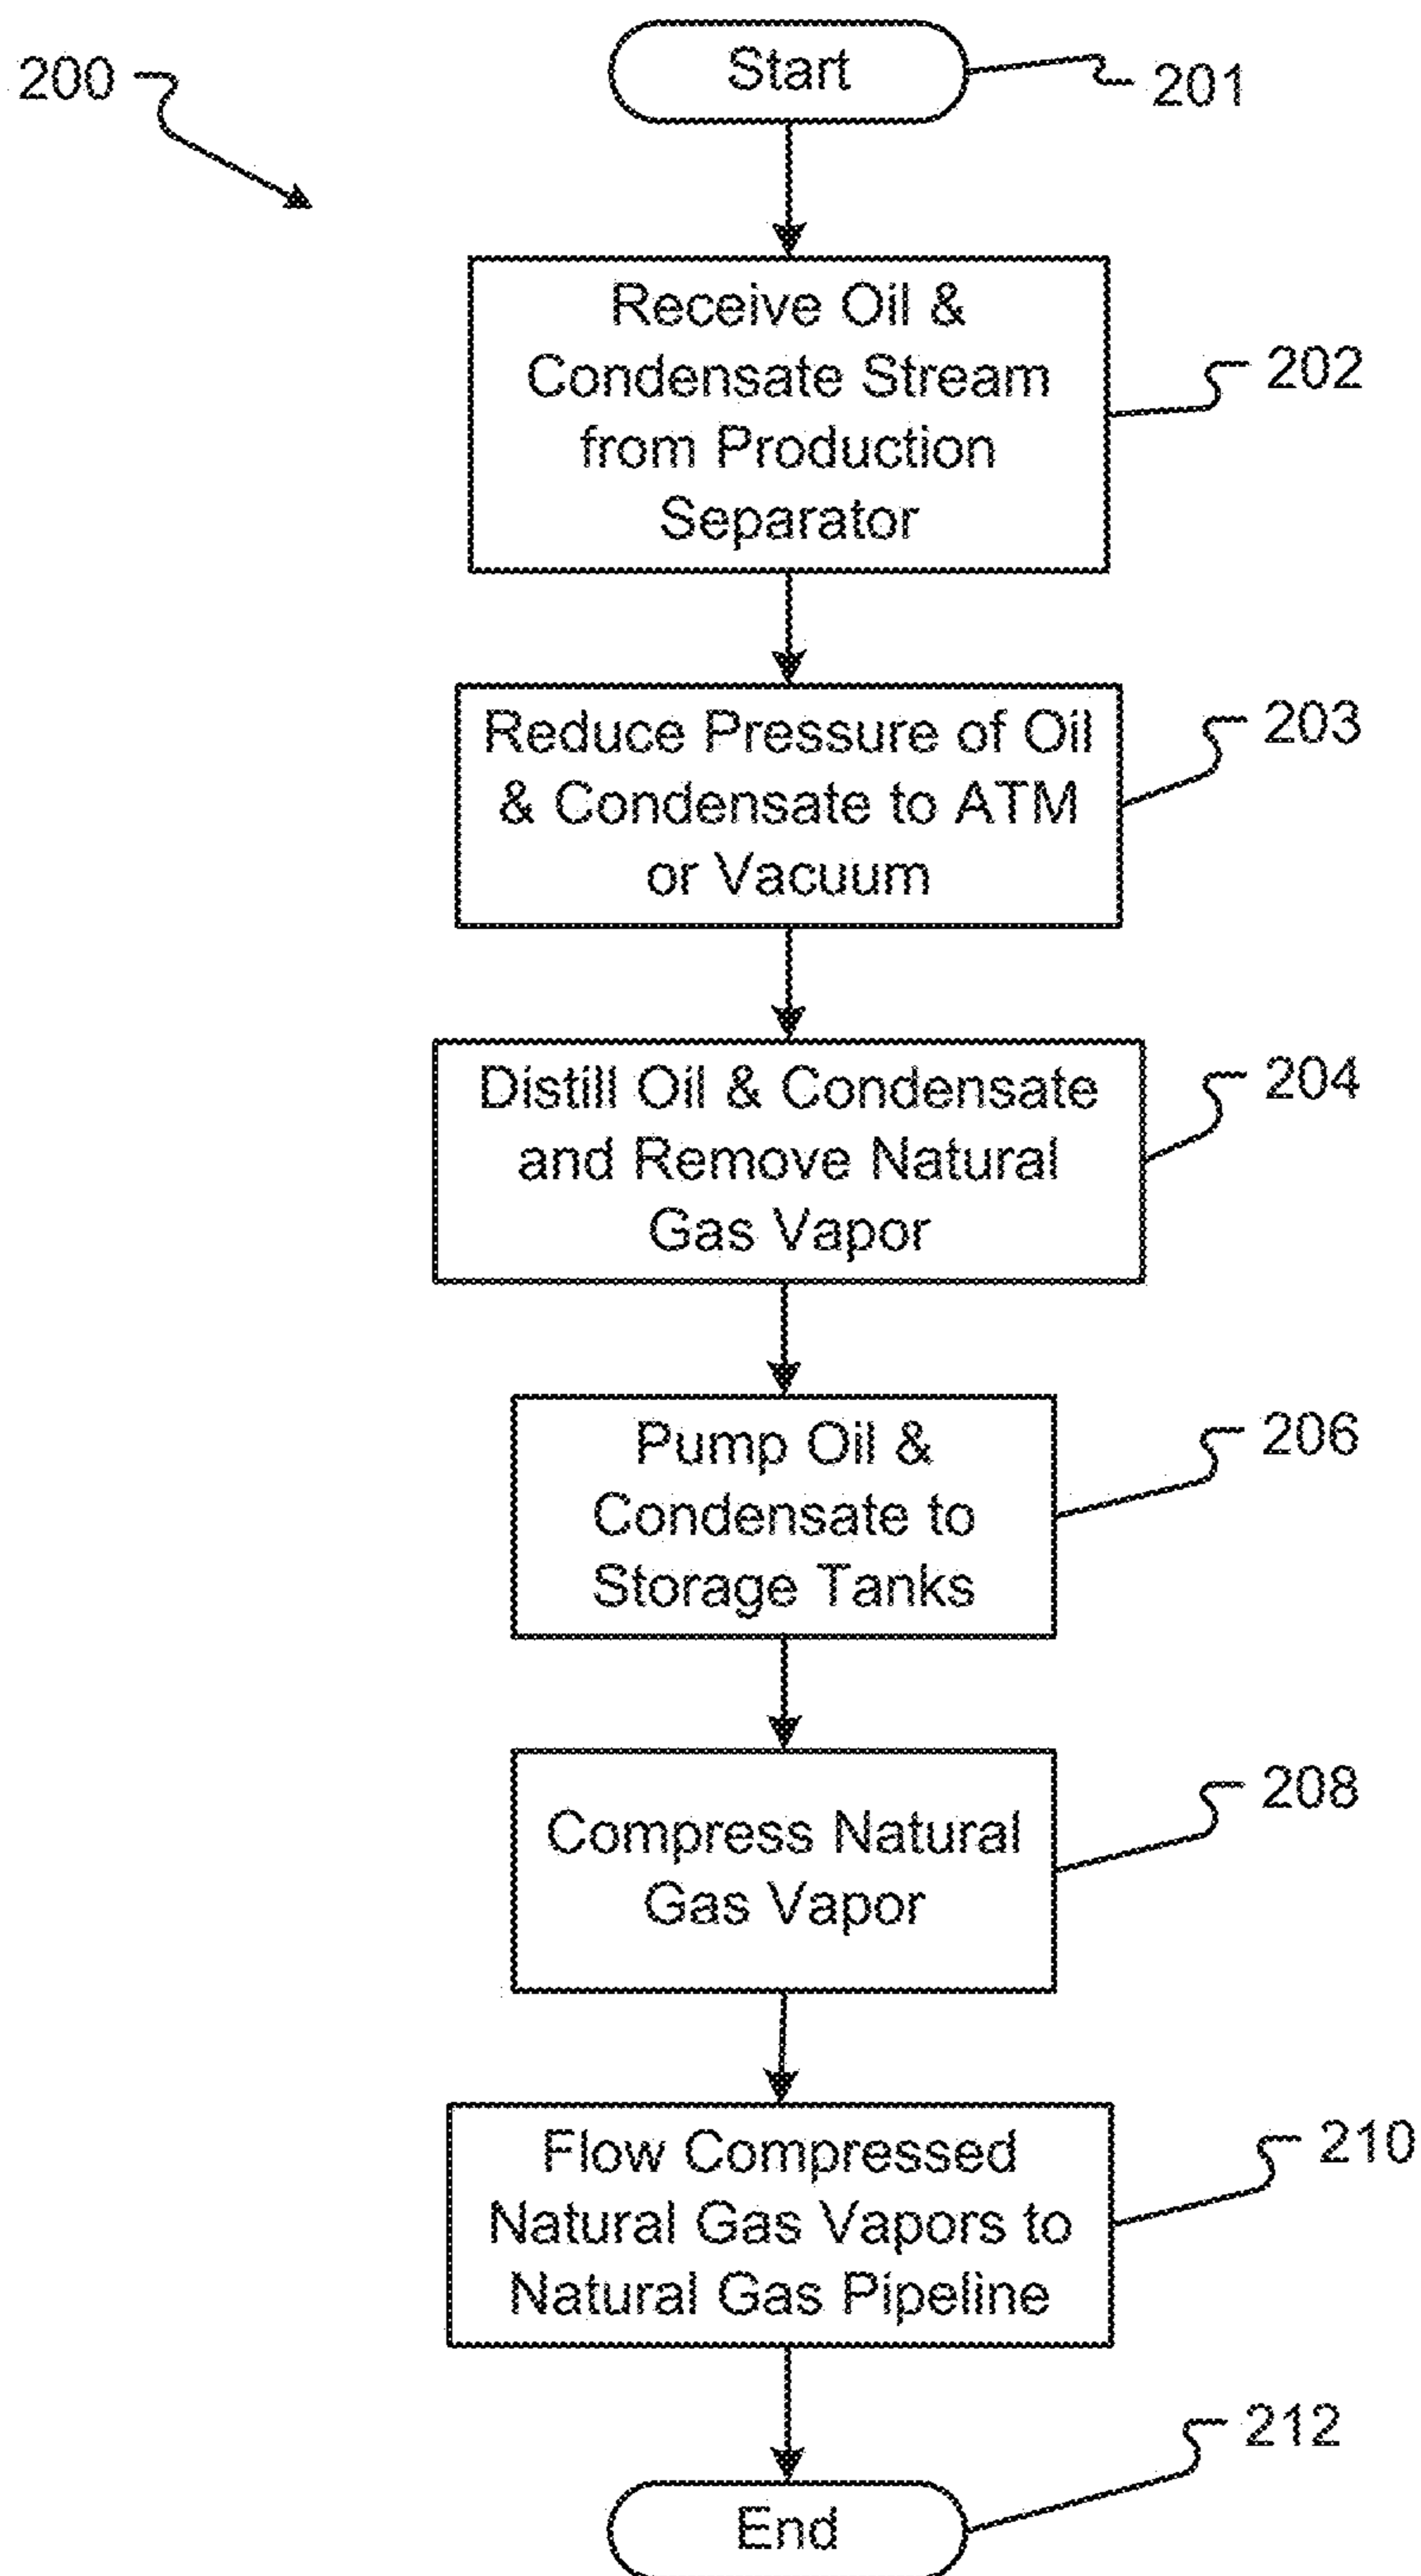 200
Start
201
Receive Oil &
Condensate Stream
from Production
Separator
202
Reduce Pressure of Oil
& Condensate to ATM
or Vacuum
203
Distill Oil & Condensate
and Remove Natural
Gas Vapor
204
Pump Oil &
Condensate to
Storage Tanks
206
Compress Natural
Gas Vapor
208
Flow Compressed
Natural Gas Vapors to
Natural Gas Pipeline
210
End
212